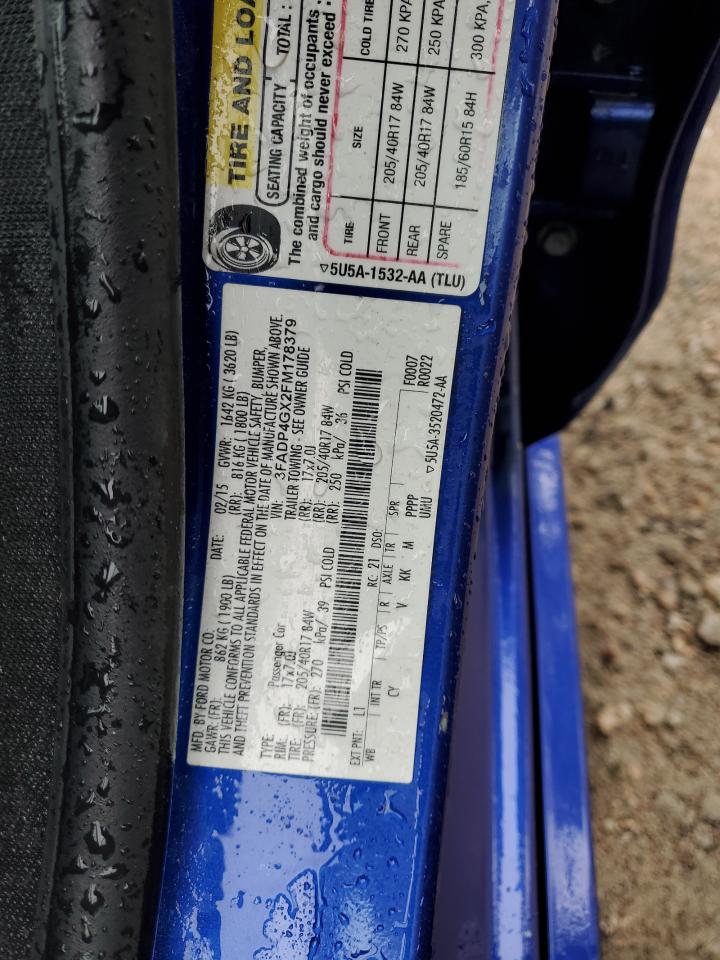 TIRE AND LOA
SEATING CAPACITY TOTAL :
The combined weight of occupants
and cargo should never exceed :
TIRE SIZE COLD TIRE
FRONT 205/40R17 84W 270 KPA
REAR 205/40R17 84W 250 KPA,
SPARE 185/60R15 84H 300 KPA,
▽5U5A-1532-AA (TLU)
MFD BY FORD MOTOR CO. DATE: 02/15 GVWR: 1642 KG ( 3620 LB)
GAWR: (FR): 862 KG ( 1900 LB) (RR): 816 KG ( 1800 LB)
THIS VEHICLE CONFORMS TO ALL APPLICABLE FEDERAL MOTOR VEHICLE SAFETY, BUMPER,
AND THEFT PREVENTION STANDARDS IN EFFECT ON THE DATE OF MANUFACTURE SHOWN ABOVE.
VIN: 3FADP4GX2FM178379
TYPE: Passenger Car TRAILER TOWING - SEE OWNER GUIDE
RIM: (FR): 17x7.0J (RR): 17x7.0J
TIRE: (FR): 205/40R17 84W (RR): 205/40R17 84W
PRESSURE: (FR): 270 kPa/ 39 PSI COLD (RR): 250 kPa/ 36 PSI COLD
EXT PNT: L1 RC: 21 DSO: F0007
WB INT TR TP/PS R AXLE TR SPR R0022
CY V KK M PPPP
UMU
▽5U5A-3520472-AA